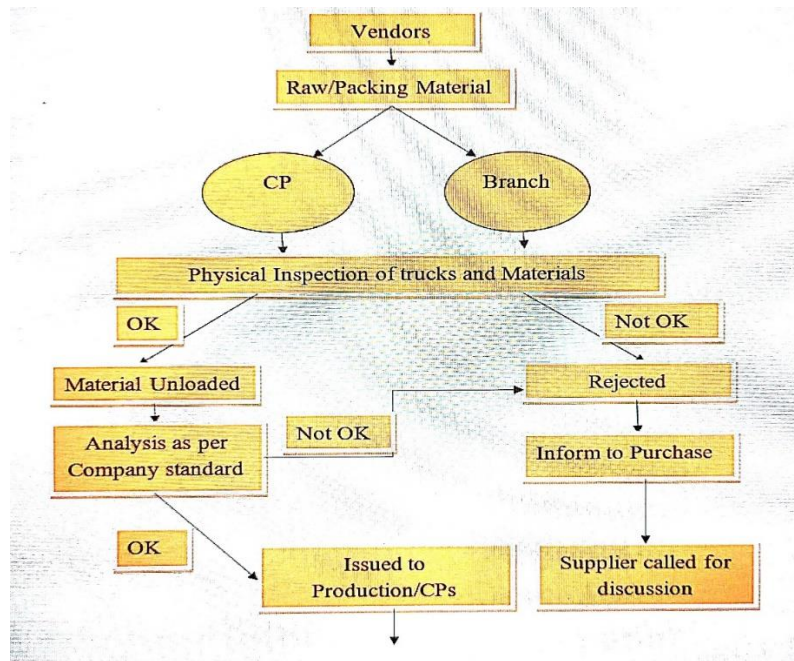 Vendors
Raw/Packing Material
CP
Branch
Physical Inspection of trucks and Materials
OK
Not OK
Material Unloaded
Rejected
Analysis as per
Company standard
Not OK
Inform to Purchase
OK
Issued to
Production/CPs
Supplier called for
discussion